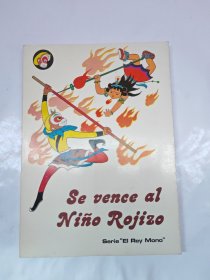 Se vence al
Niño Rojizo
Serie "El Rey Mono"